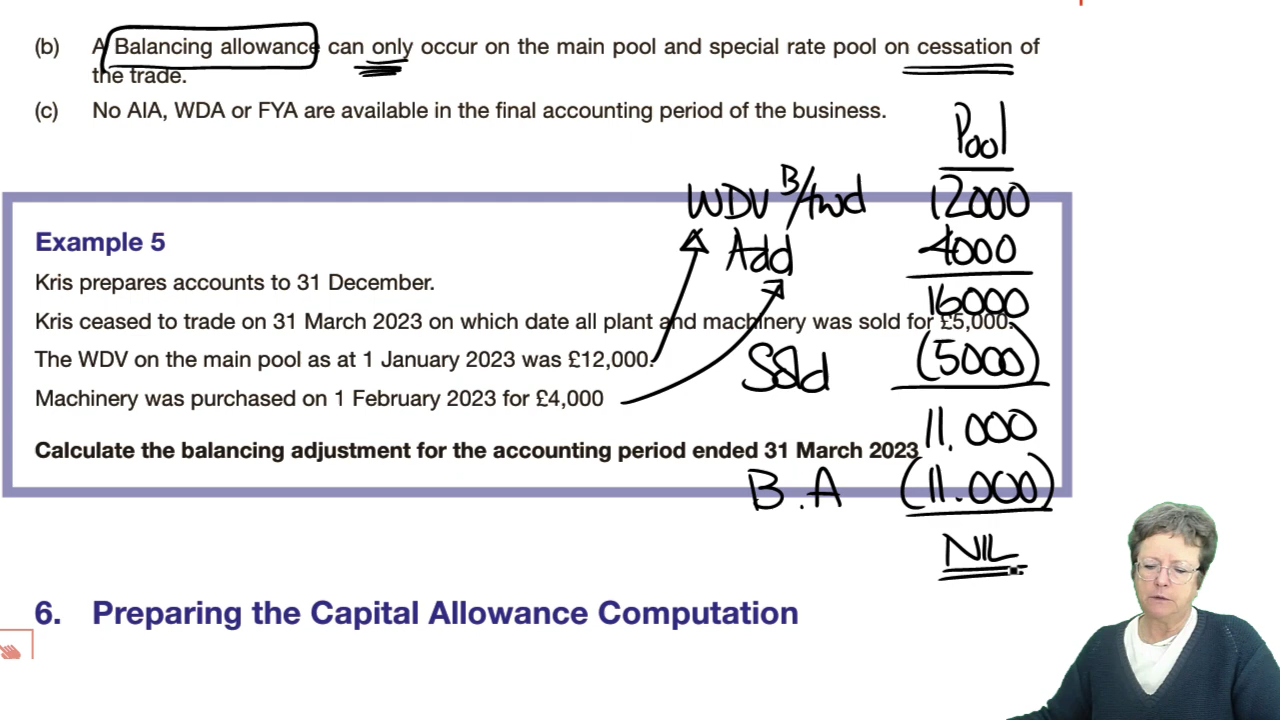 (b) A Balancing allowance can only occur on the main pool and special rate pool on cessation of
the trade.
(c) No AIA, WDA or FYA are available in the final accounting period of the business.
Pool
WDV B/fwd 12000
Example 5
Add 4000
Kris prepares accounts to 31 December.
16000
Kris ceased to trade on 31 March 2023 on which date all plant and machinery was sold for £5,000.
The WDV on the main pool as at 1 January 2023 was £12,000.
Sold (5000)
Machinery was purchased on 1 February 2023 for £4,000
11.000
Calculate the balancing adjustment for the accounting period ended 31 March 2023
B.A (11.000)
NIL
6. Preparing the Capital Allowance Computation